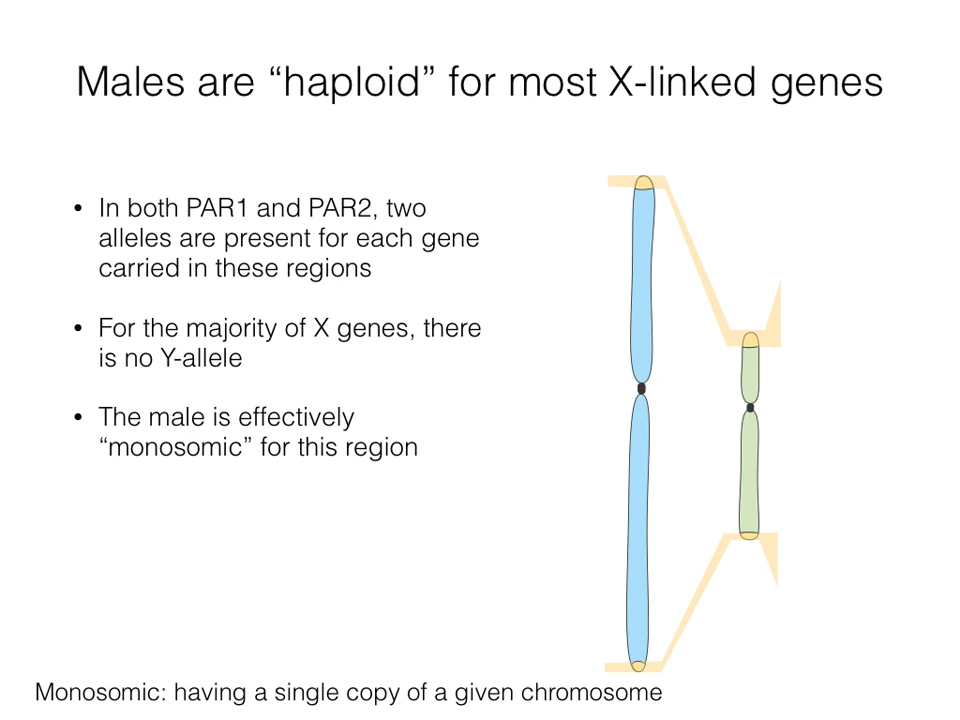 Males are “haploid” for most X-linked genes
• In both PAR1 and PAR2, two
alleles are present for each gene
carried in these regions
• For the majority of X genes, there
is no Y-allele
• The male is effectively
“monosomic” for this region
Monosomic: having a single copy of a given chromosome